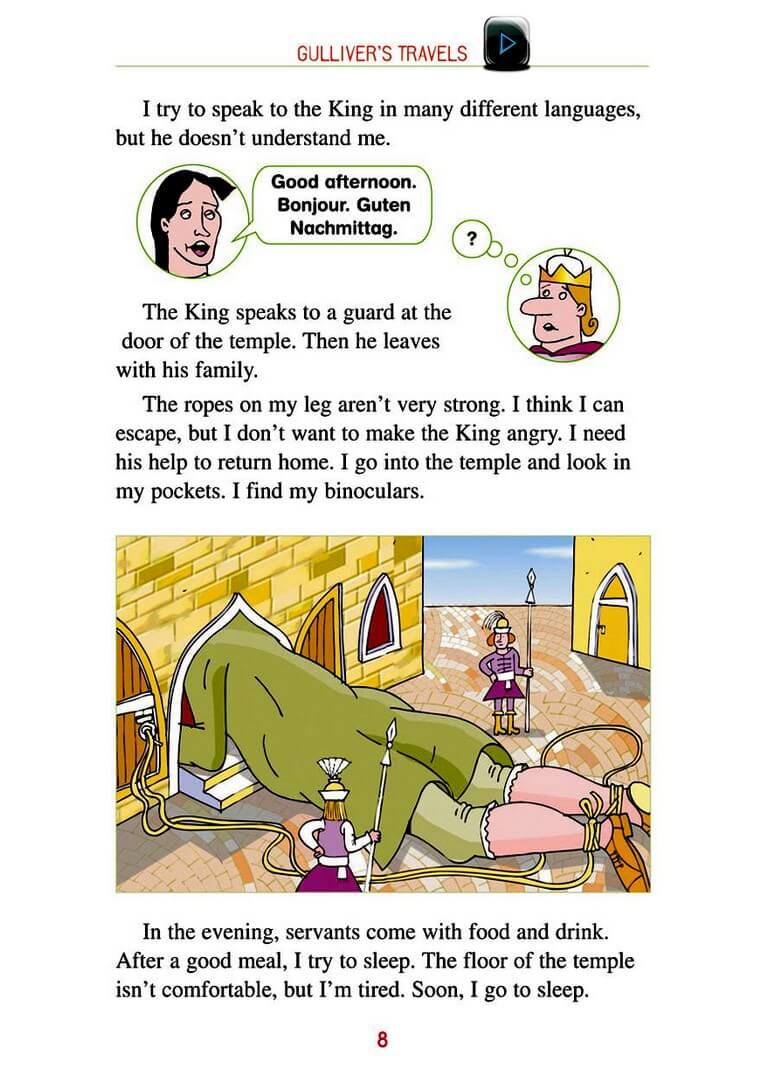 GULLIVER'S TRAVELS
I try to speak to the King in many different languages,
but he doesn't understand me.
Good afternoon.
Bonjour. Guten
Nachmittag.
?
The King speaks to a guard at the
door of the temple. Then he leaves
with his family.
The ropes on my leg aren't very strong. I think I can
escape, but I don't want to make the King angry. I need
his help to return home. I go into the temple and look in
my pockets. I find my binoculars.
In the evening, servants come with food and drink.
After a good meal, I try to sleep. The floor of the temple
isn't comfortable, but I'm tired. Soon, I go to sleep.
8